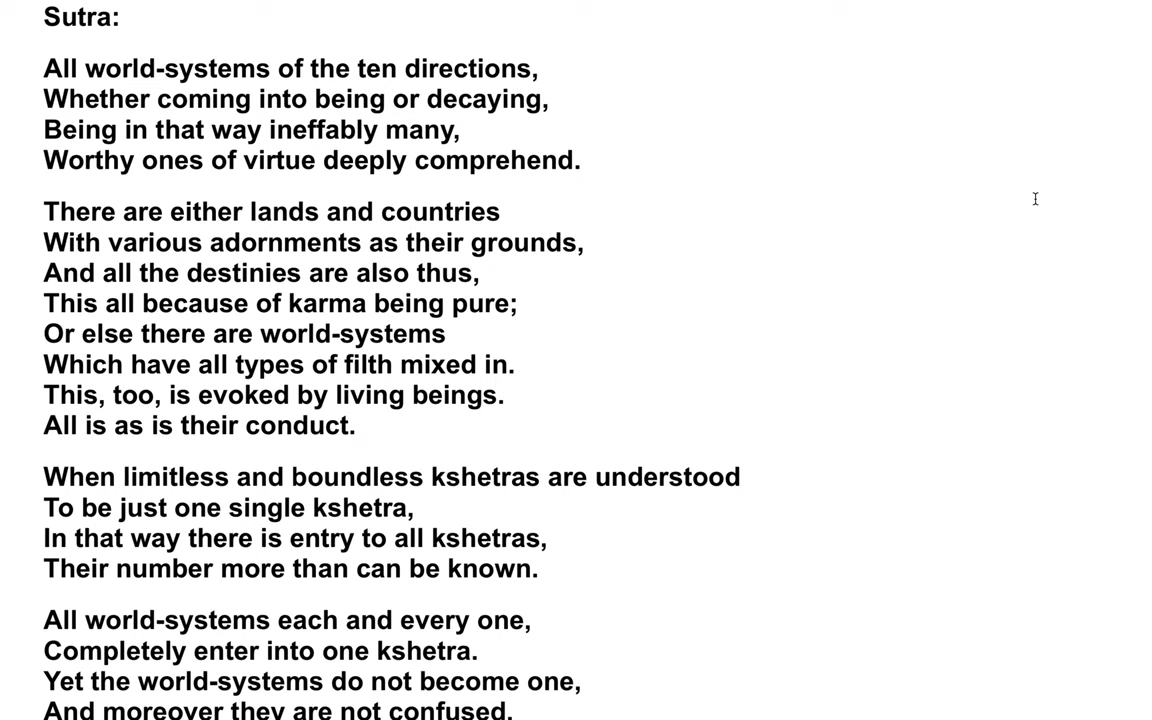 Sutra:
All world-systems of the ten directions,
Whether coming into being or decaying,
Being in that way ineffably many,
Worthy ones of virtue deeply comprehend.
There are either lands and countries
With various adornments as their grounds,
And all the destinies are also thus,
This all because of karma being pure;
Or else there are world-systems
Which have all types of filth mixed in.
This, too, is evoked by living beings.
All is as is their conduct.
When limitless and boundless kshetras are understood
To be just one single kshetra,
In that way there is entry to all kshetras,
Their number more than can be known.
All world-systems each and every one,
Completely enter into one kshetra.
Yet the world-systems do not become one,
And moreover they are not confused.